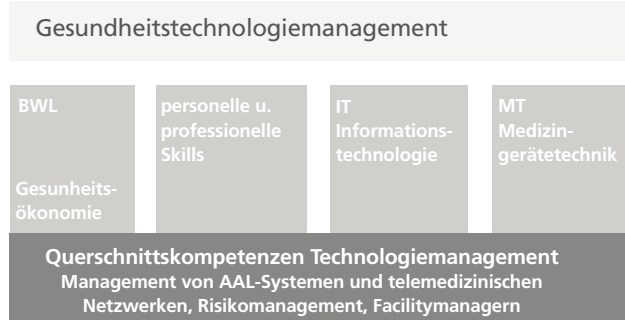 Gesundheitstechnologiemanagement
BWL
Gesunheits-
ökonomie
personelle u.
professionelle
Skills
IT
Informations-
technologie
MT
Medizin-
gerätetechnik
Querschnittskompetenzen Technologiemanagement
Management von AAL-Systemen und telemedizinischen
Netzwerken, Risikomanagement, Facilitymanagern